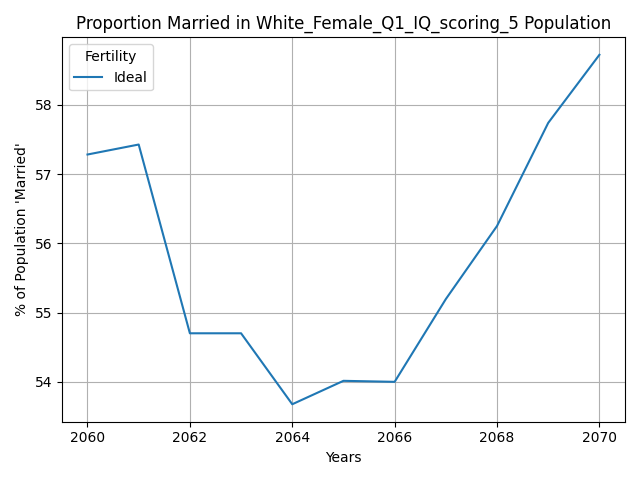 Proportion Married in White_Female_Q1_IQ_scoring_5 Population
Fertility
Ideal
% of Population 'Married'
58
57
56
55
54
2060 2062 2064 2066 2068 2070
Years